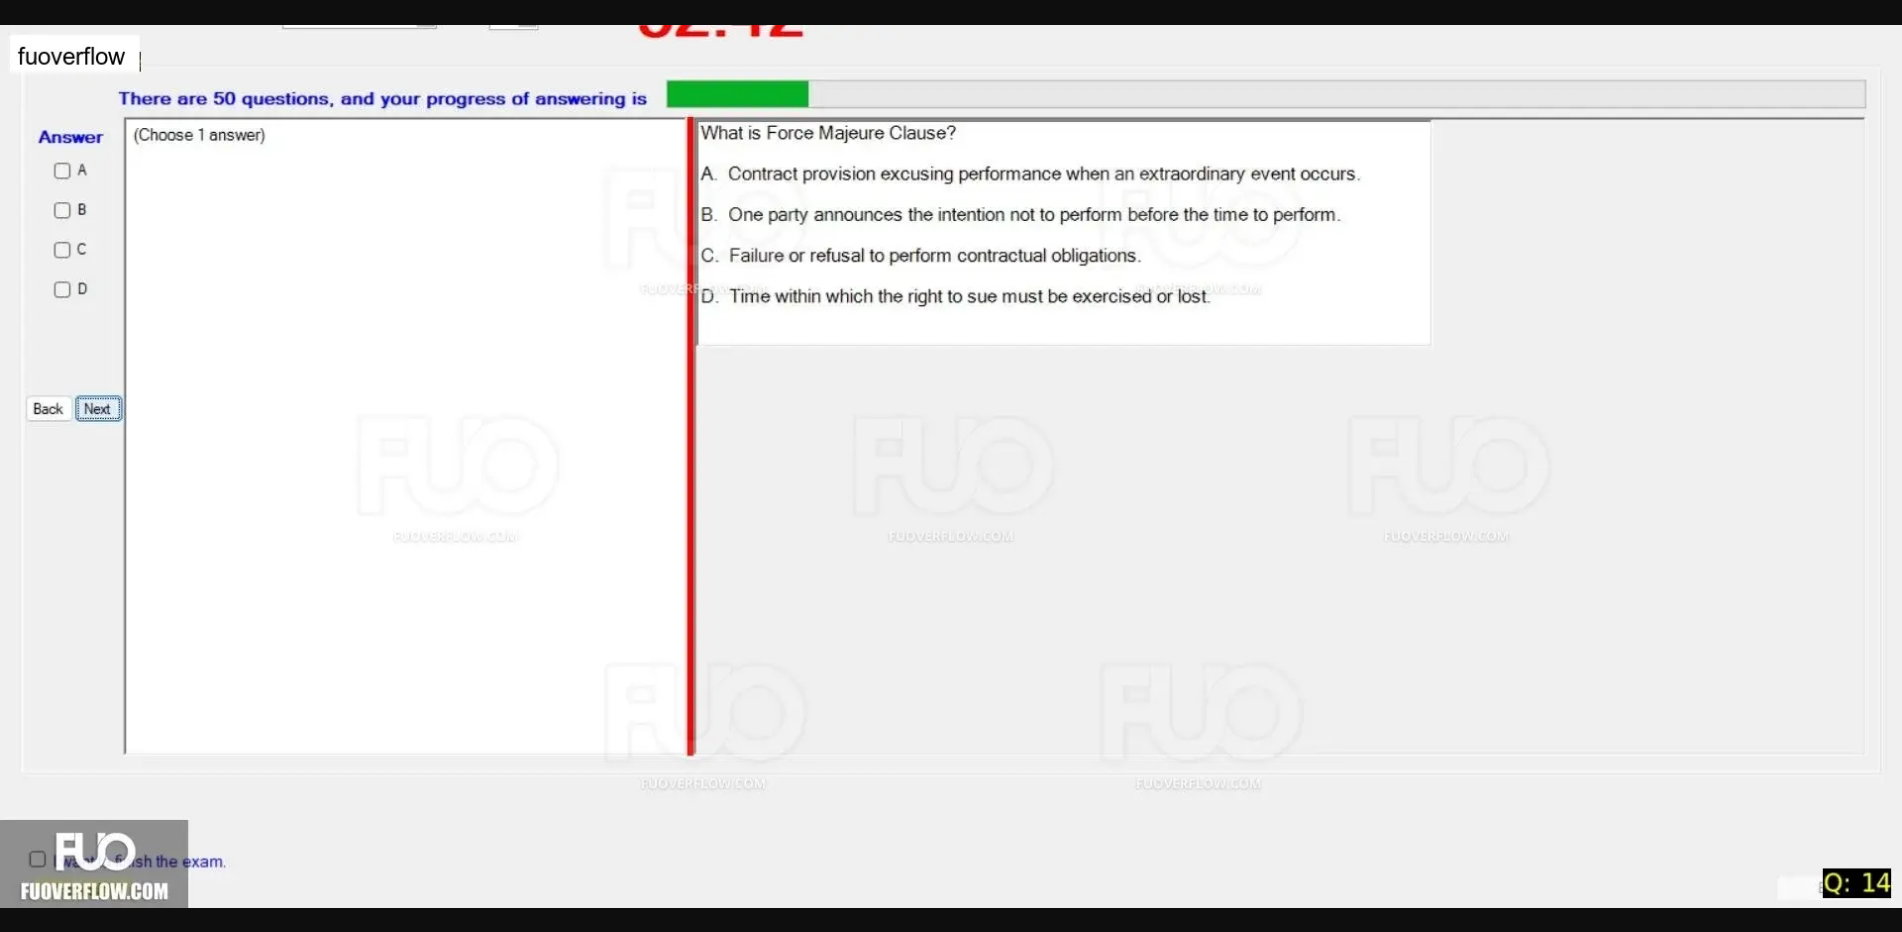 fuoverflow
There are 50 questions, and your progress of answering is
Answer
(Choose 1 answer)
A
B
C
D
Back
Next
What is Force Majeure Clause?
A. Contract provision excusing performance when an extraordinary event occurs.
B. One party announces the intention not to perform before the time to perform.
C. Failure or refusal to perform contractual obligations.
D. Time within which the right to sue must be exercised or lost.
FUO
FUOVERFLOW.COM
FUO
FUOVERFLOW.COM
FUO
FUOVERFLOW.COM
FUO
FUOVERFLOW.COM
FUO
FUOVERFLOW.COM
FUO
FUOVERFLOW.COM
FUO
FUOVERFLOW.COM
the exam.
FUO
FUOVERFLOW.COM
Q: 14